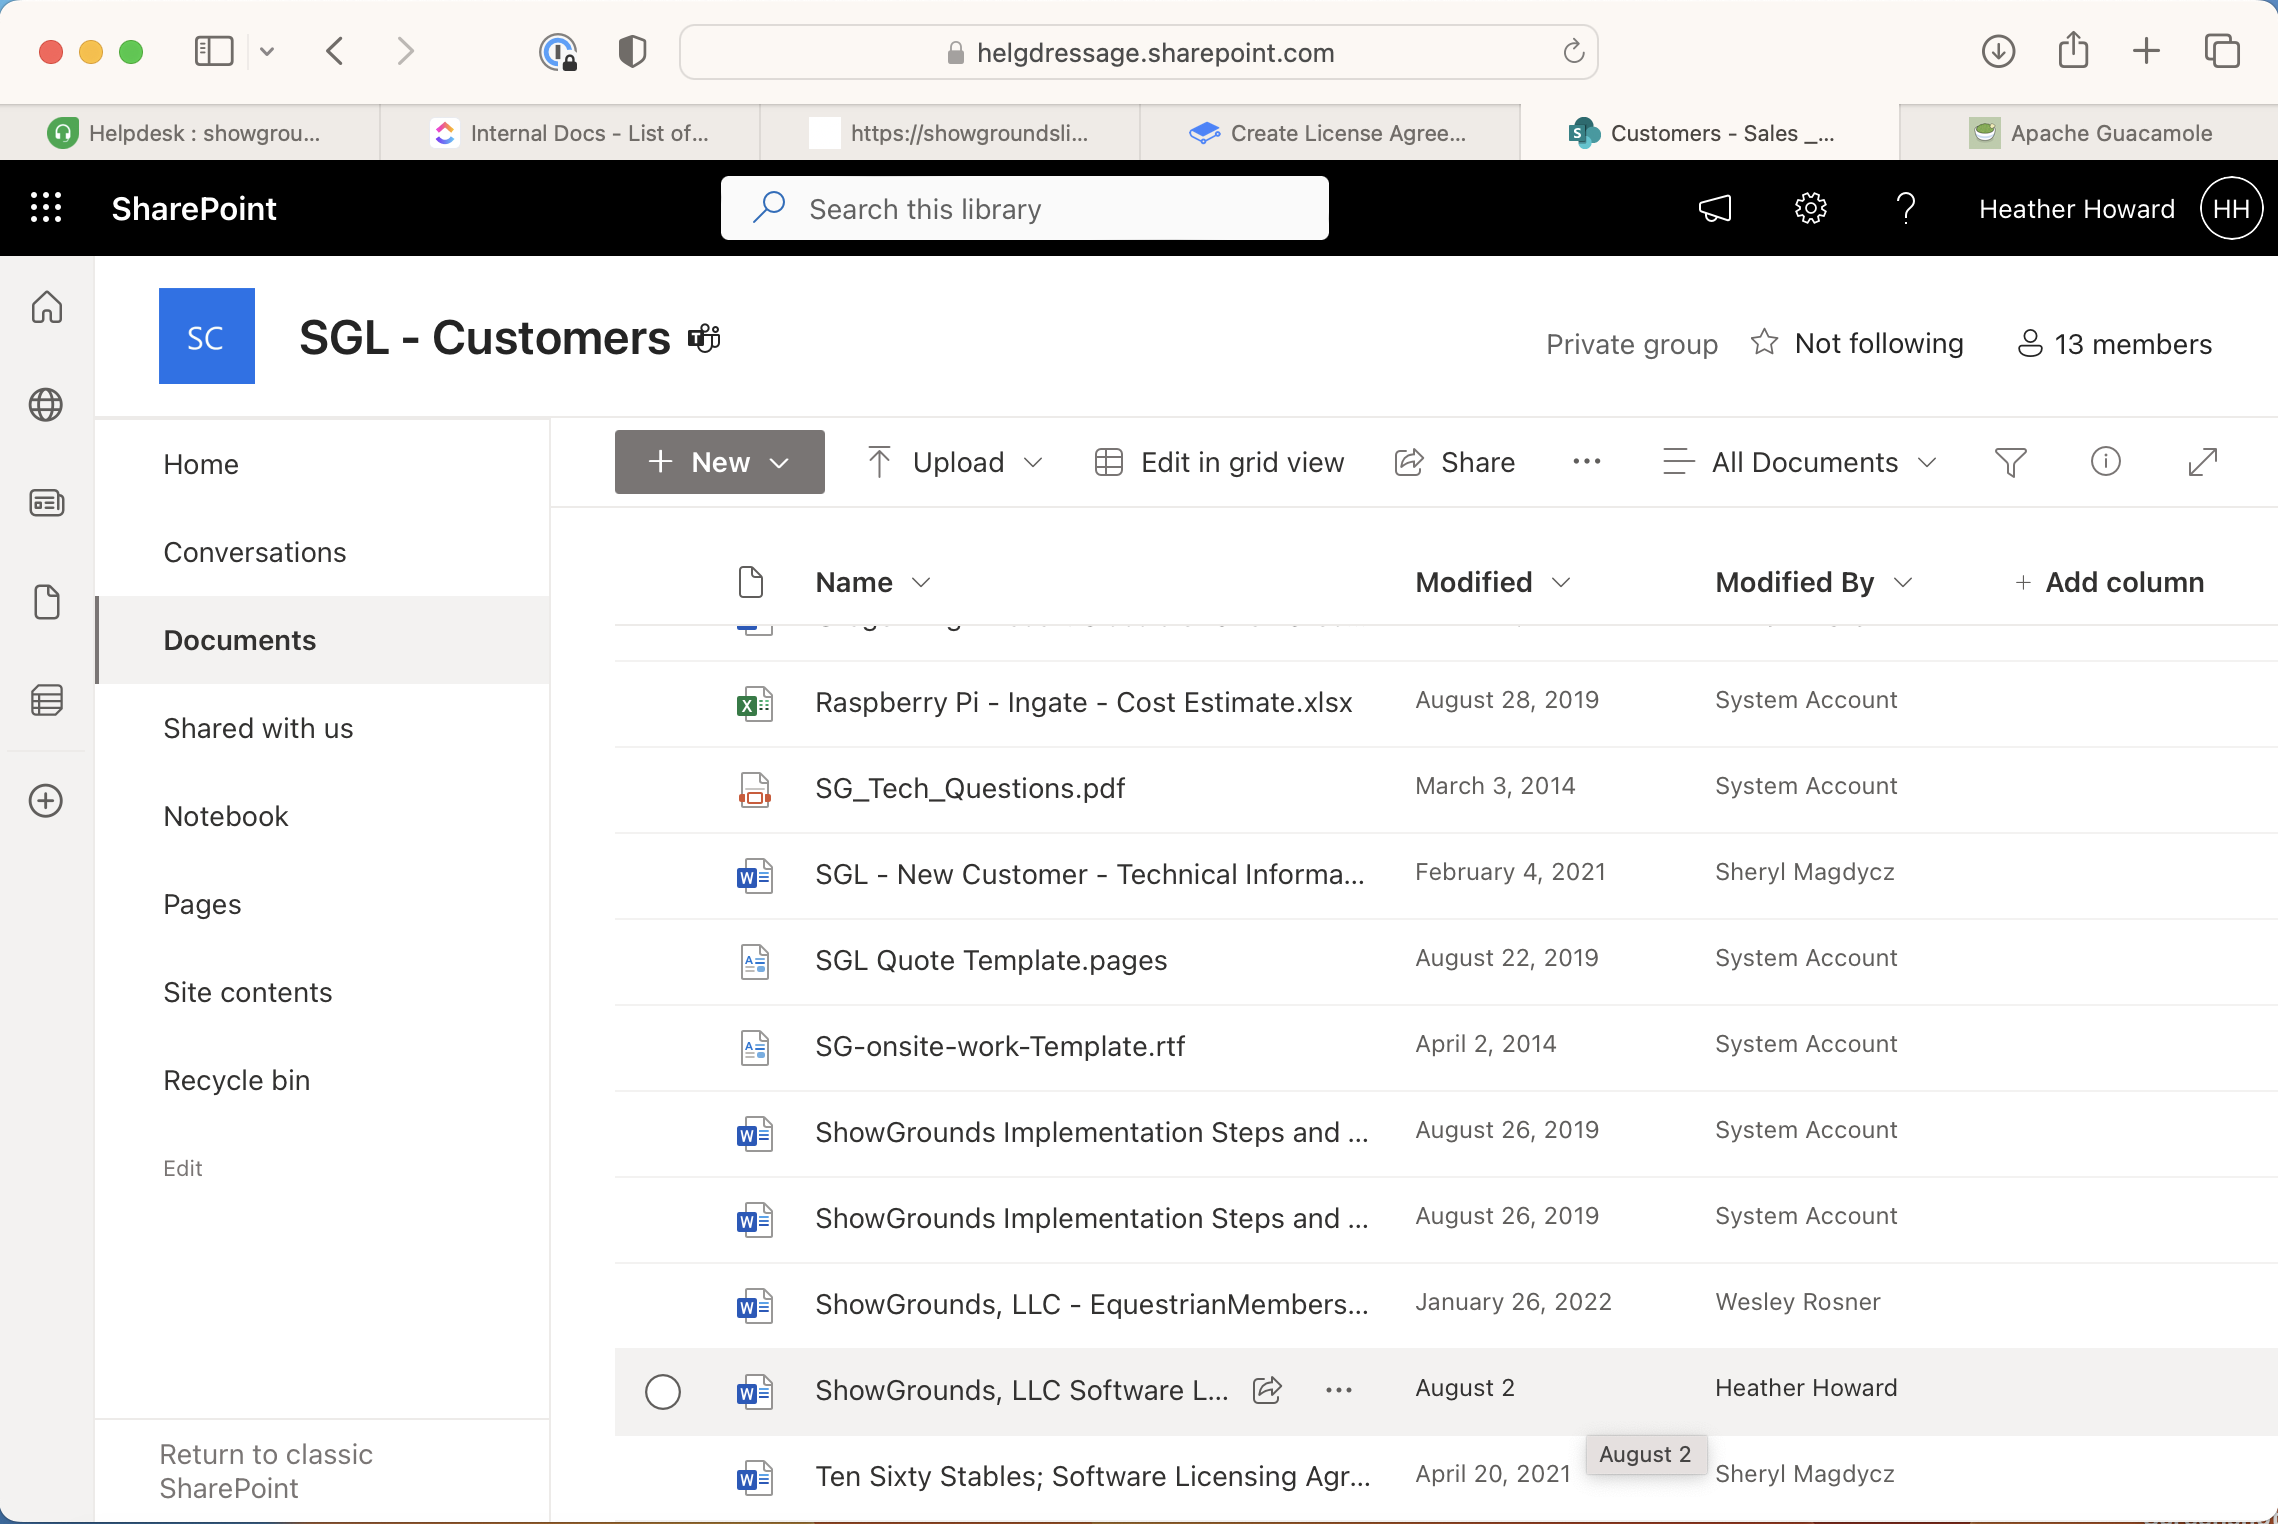 helgdressage.sharepoint.com
Helpdesk : showgrou...
Internal Docs - List of...
https://showgroundsli...
Create License Agree...
S
Customers - Sales _...
Apache Guacamole
SharePoint
Search this library
Heather Howard
HH
SC
SGL - Customers
Private group
Not following
13 members
Home
Conversations
Documents
Shared with us
Notebook
Pages
Site contents
Recycle bin
Edit
Return to classic
SharePoint
New
Upload
Edit in grid view
Share
All Documents
Name
Modified
Modified By
Add column
Raspberry Pi - Ingate - Cost Estimate.xlsx
August 28, 2019
System Account
SG_Tech_Questions.pdf
March 3, 2014
System Account
SGL - New Customer - Technical Informa...
February 4, 2021
Sheryl Magdycz
SGL Quote Template.pages
August 22, 2019
System Account
SG-onsite-work-Template.rtf
April 2, 2014
System Account
ShowGrounds Implementation Steps and ...
August 26, 2019
System Account
ShowGrounds Implementation Steps and ...
August 26, 2019
System Account
ShowGrounds, LLC - EquestrianMembers...
January 26, 2022
Wesley Rosner
ShowGrounds, LLC Software L...
August 2
Heather Howard
August 2
Ten Sixty Stables; Software Licensing Agr...
April 20, 2021
Sheryl Magdycz